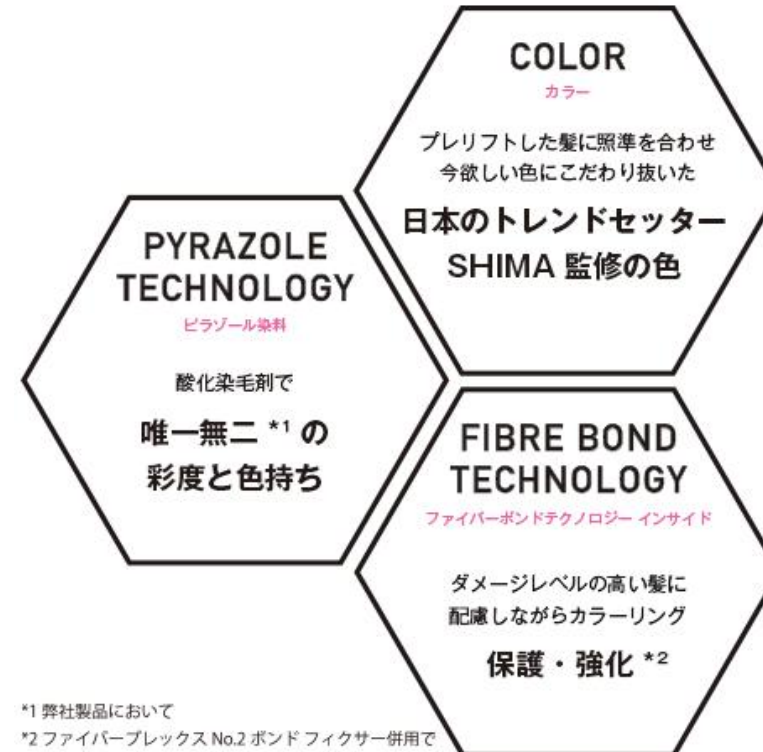 COLOR
カラー
プレリフトした髪に照準を合わせ
今欲しい色にこだわり抜いた
日本のトレンドセッター
SHIMA 監修の色
PYRAZOLE
TECHNOLOGY
ピラゾール染料
酸化染毛剤で
唯一無二 *1 の
彩度と色持ち
FIBRE BOND
TECHNOLOGY
ファイバーボンドテクノロジー インサイド
ダメージレベルの高い髪に
配慮しながらカラーリング
保護・強化 *2
*1 弊社製品において
*2 ファイバープレックス No.2 ボンド フィクサー併用で